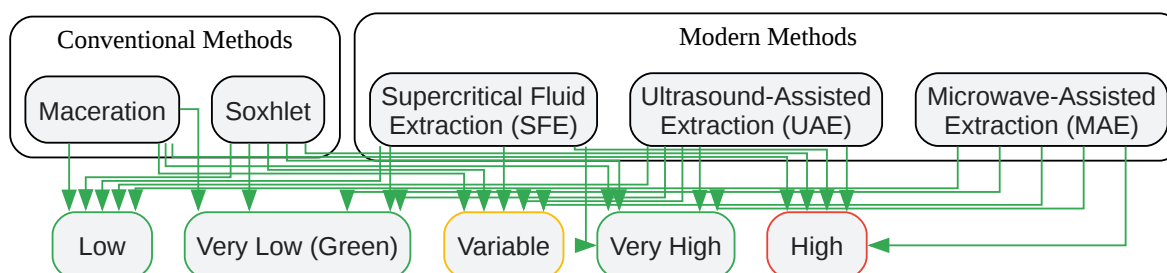 Conventional Methods
Modern Methods
Maceration
Soxhlet
Supercritical Fluid
Extraction (SFE)
Ultrasound-Assisted
Extraction (UAE)
Microwave-Assisted
Extraction (MAE)
Low
Very Low (Green)
Variable
Very High
High